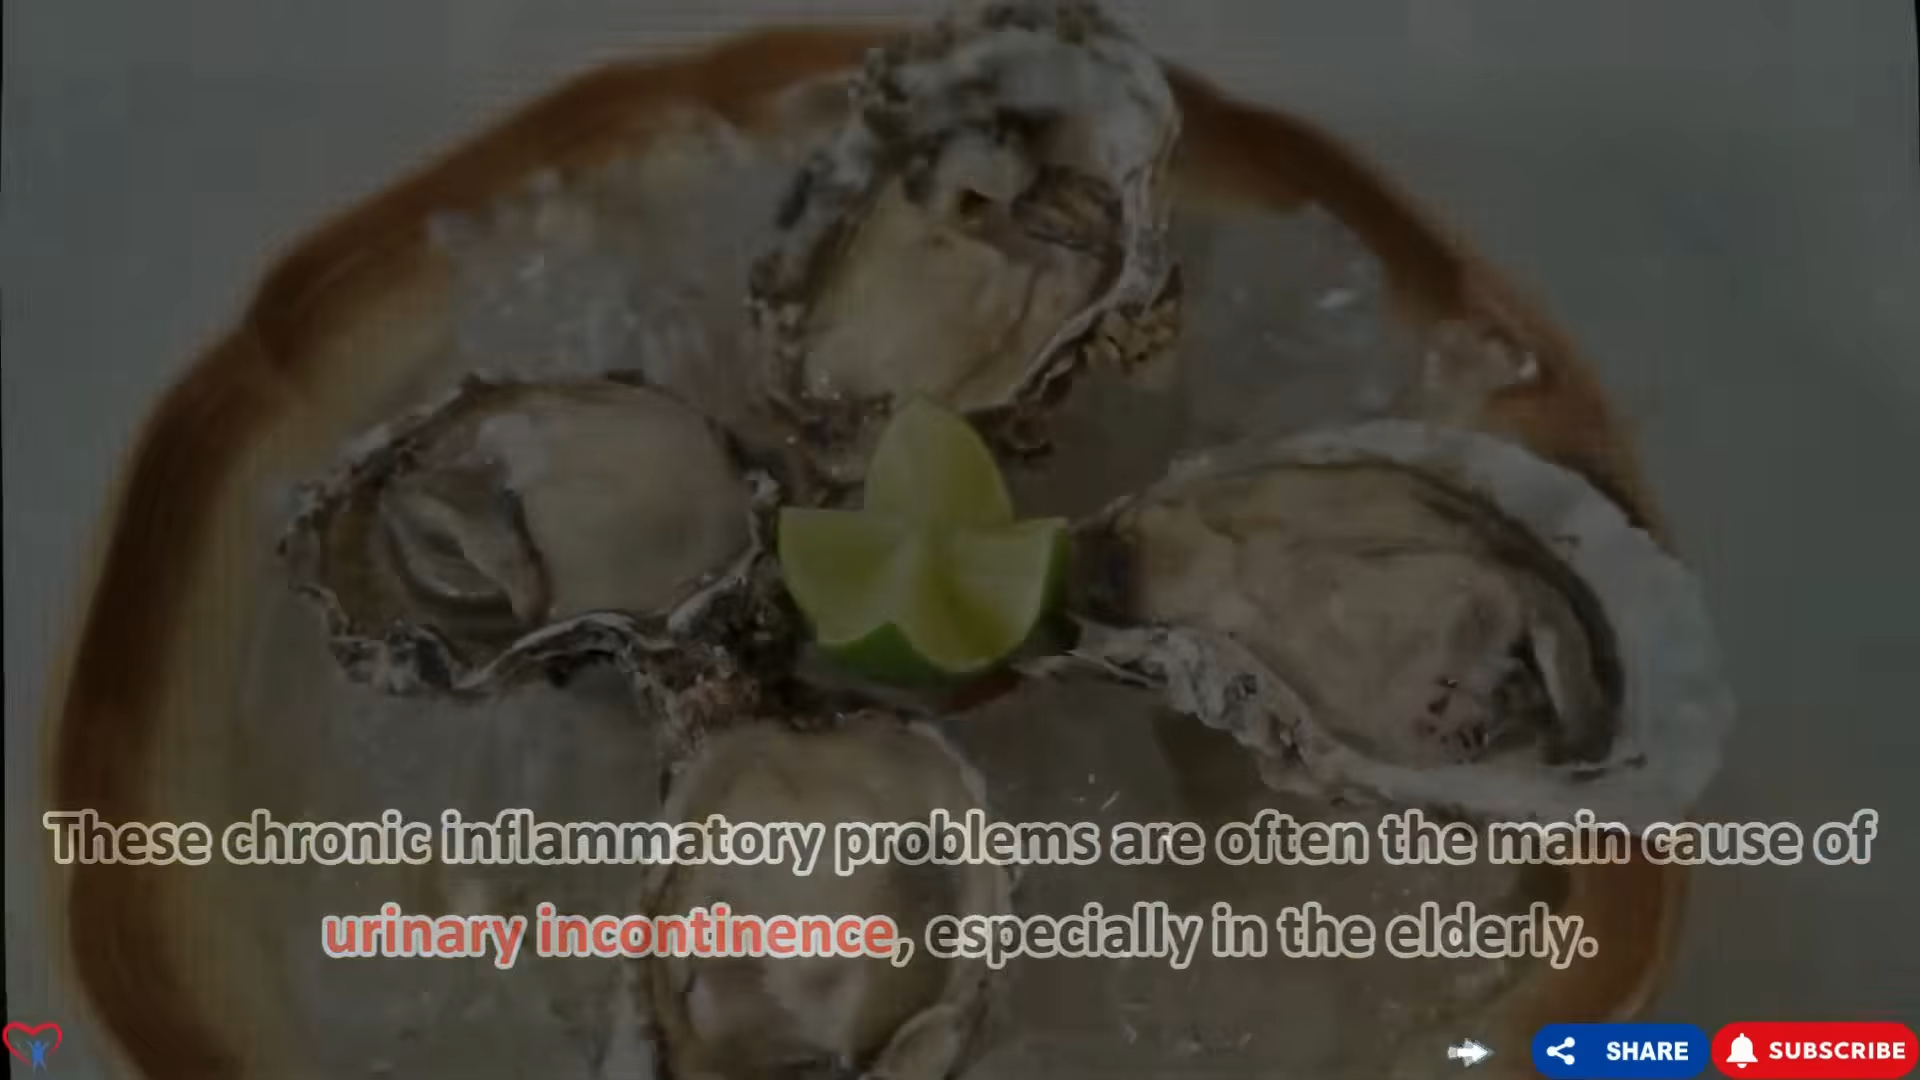 These chronic inflammatory problems are often the main cause of
urinary incontinence, especially in the elderly.
SHARE
SUBSCRIBE